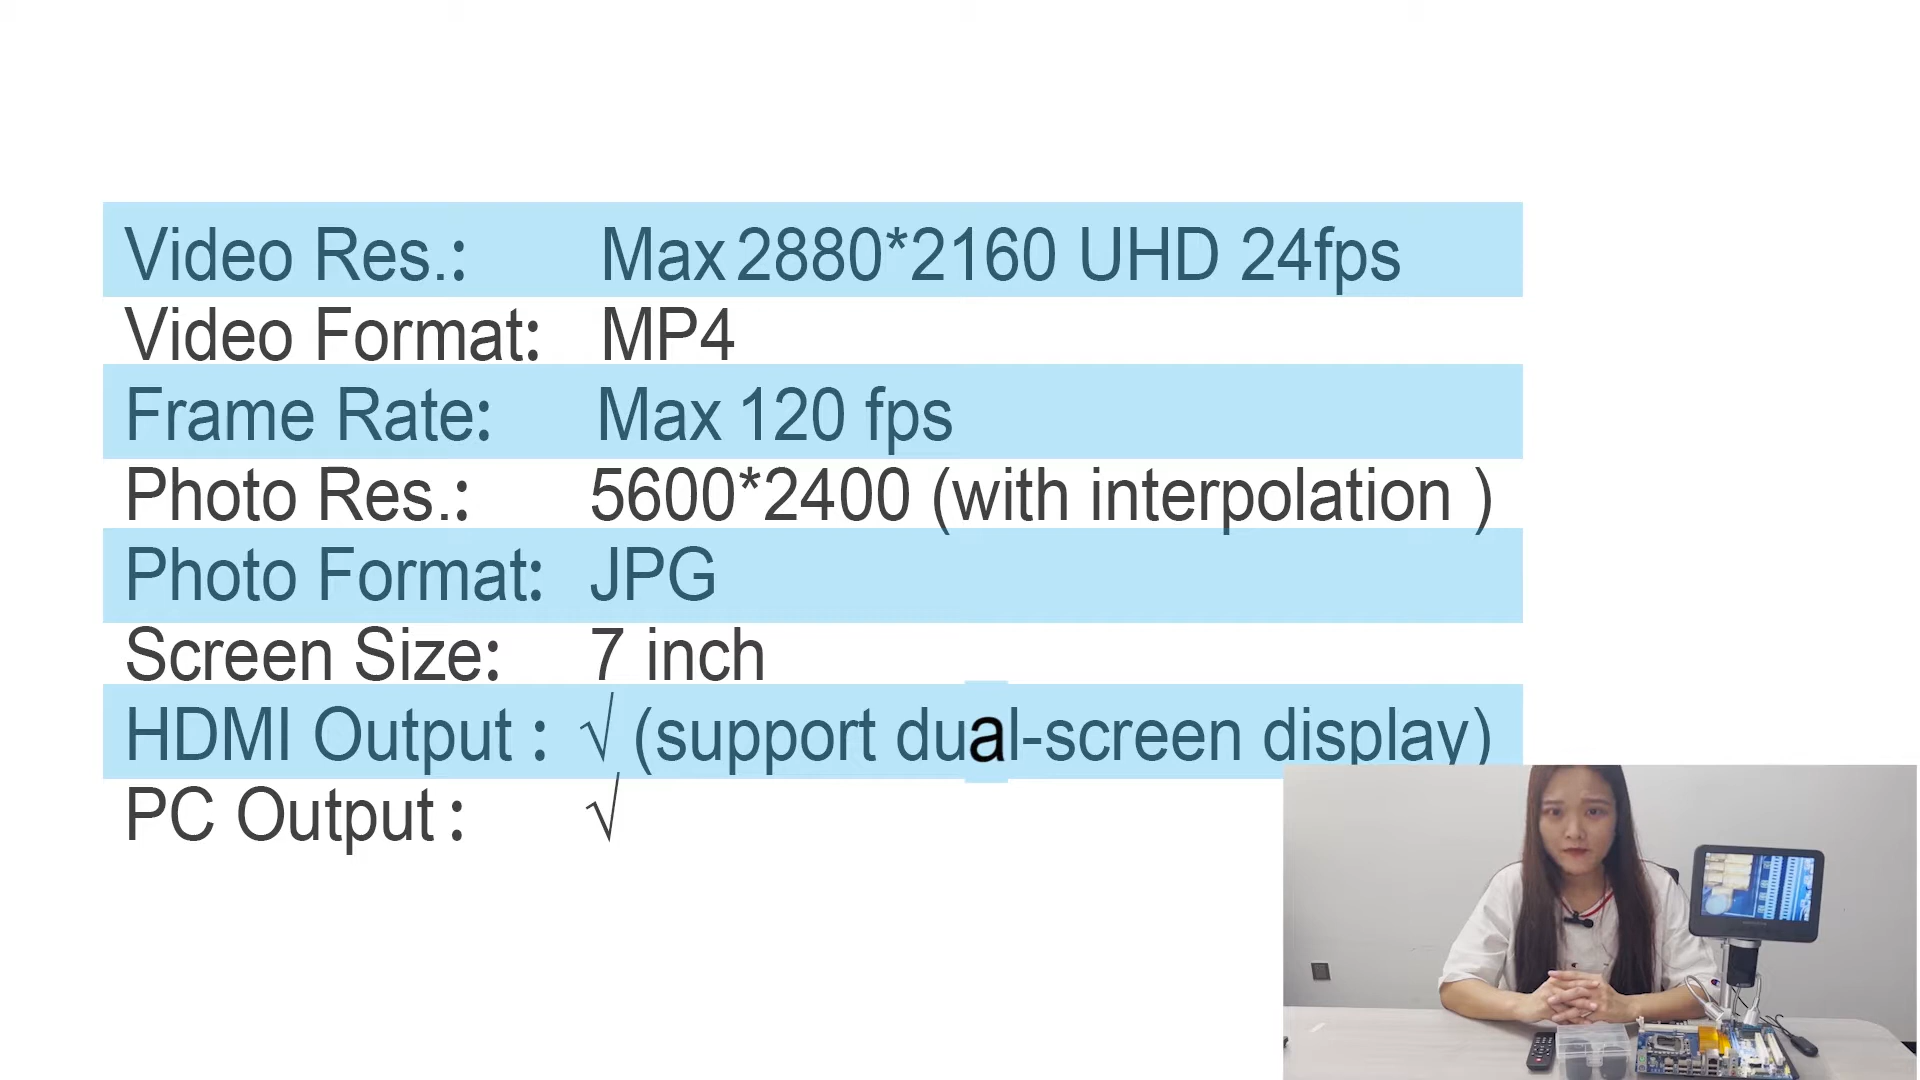 Video Res.: Max 2880*2160 UHD 24fps
Video Format: MP4
Frame Rate: Max 120 fps
Photo Res.: 5600*2400 (with interpolation )
Photo Format: JPG
Screen Size: 7 inch
HDMI Output : √ (support dual-screen display)
PC Output : √